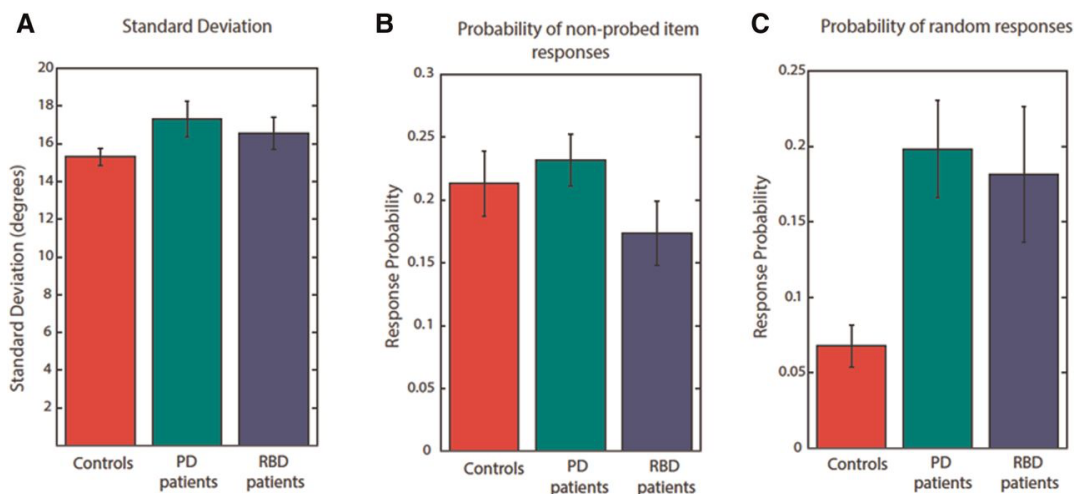 A
Standard Deviation
Standard Deviation (degrees)
20
18
16
14
12
10
8
6
4
2
Controls
PD
patients
RBD
patients
B
Probability of non-probed item
responses
Response Probability
0.3
0.25
0.2
0.15
0.1
0.05
0
Controls
PD
patients
RBD
patients
C
Probability of random responses
Response Probability
0.25
0.2
0.15
0.1
0.05
0
Controls
PD
patients
RBD
patients